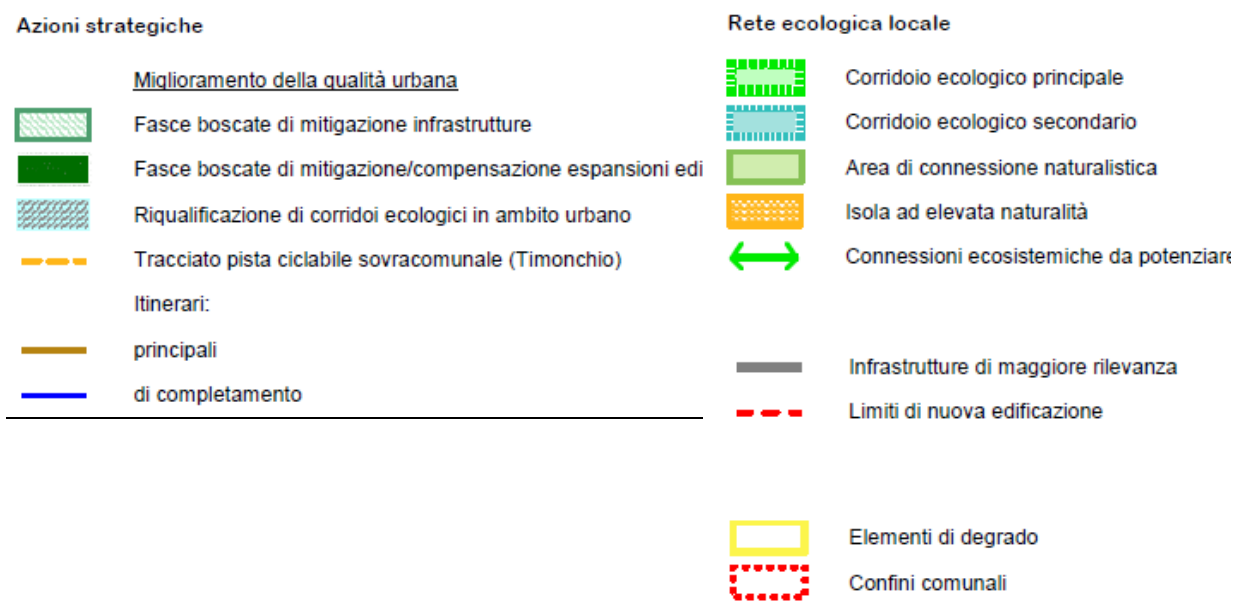 Azioni strategiche
Miglioramento della qualità urbana
Fasce boscate di mitigazione infrastrutture
Fasce boscate di mitigazione/compensazione espansioni edi
Riqualificazione di corridoi ecologici in ambito urbano
Tracciato pista ciclabile sovracomunale (Timonchio)
Itinerari:
principali
di completamento
Rete ecologica locale
Corridoio ecologico principale
Corridoio ecologico secondario
Area di connessione naturalistica
Isola ad elevata naturalità
Connessioni ecosistemiche da potenziare
Infrastrutture di maggiore rilevanza
Limiti di nuova edificazione
Elementi di degrado
Confini comunali